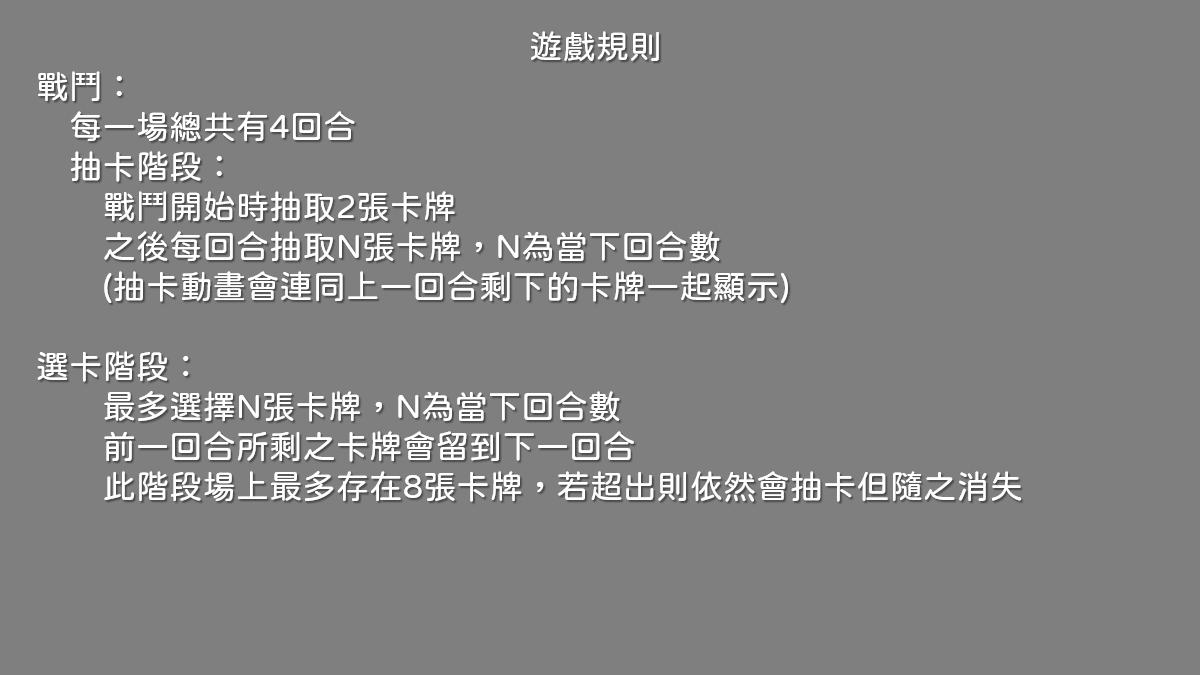 遊戲規則
戰鬥：
每一場總共有4回合
抽卡階段：
戰鬥開始時抽取2張卡牌
之後每回合抽取N張卡牌，N為當下回合數
(抽卡動畫會連同上一回合剩下的卡牌一起顯示)
選卡階段：
最多選擇N張卡牌，N為當下回合數
前一回合所剩之卡牌會留到下一回合
此階段場上最多存在8張卡牌，若超出則依然會抽卡但隨之消失